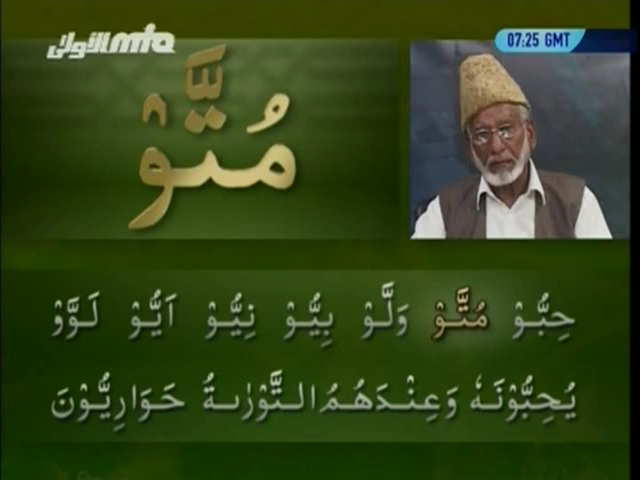 mta الأولى
07:25 GMT
مُتَّوْ
حِبُّوْ مُتَّوْ وَلَّوْ بِيُّوْ نِيُّوْ اَيُّوْ لَوَّوْ
يُحِبُّوْنَهٗ وَعِنْدَهُمُ التَّوْرٰىةُ حَوَارِيُّوْنَ